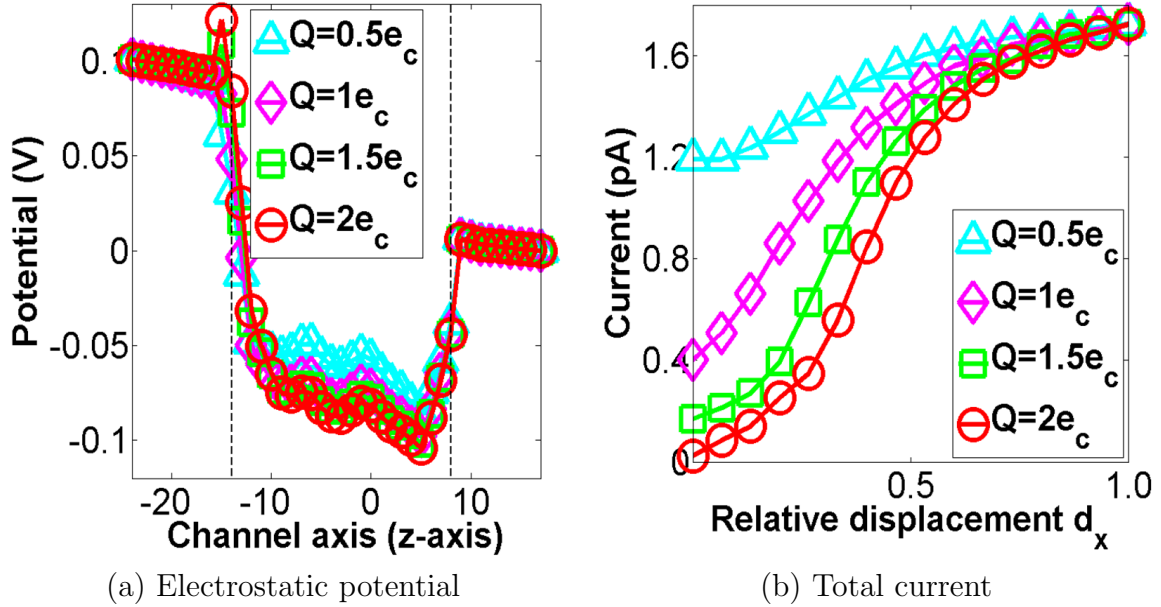 Potential (V)
0.1
0.05
0
-0.05
-0.1
Q=0.5e_c
Q=1e_c
Q=1.5e_c
Q=2e_c
-20 -10 0 10
Channel axis (z-axis)
(a) Electrostatic potential
Current (pA)
1.6
1.2
0.8
0.4
0
Q=0.5e_c
Q=1e_c
Q=1.5e_c
Q=2e_c
0.5 1.0
Relative displacement d_x
(b) Total current